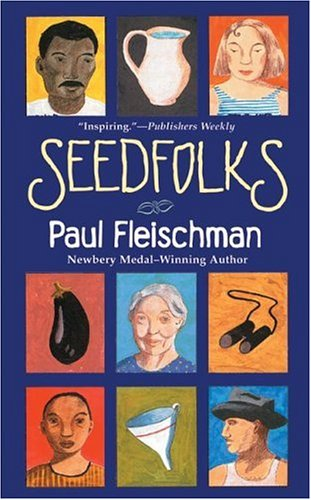 “Inspiring.”—Publishers Weekly
SEEDFOLKS
Paul Fleischman
Newbery Medal–Winning Author